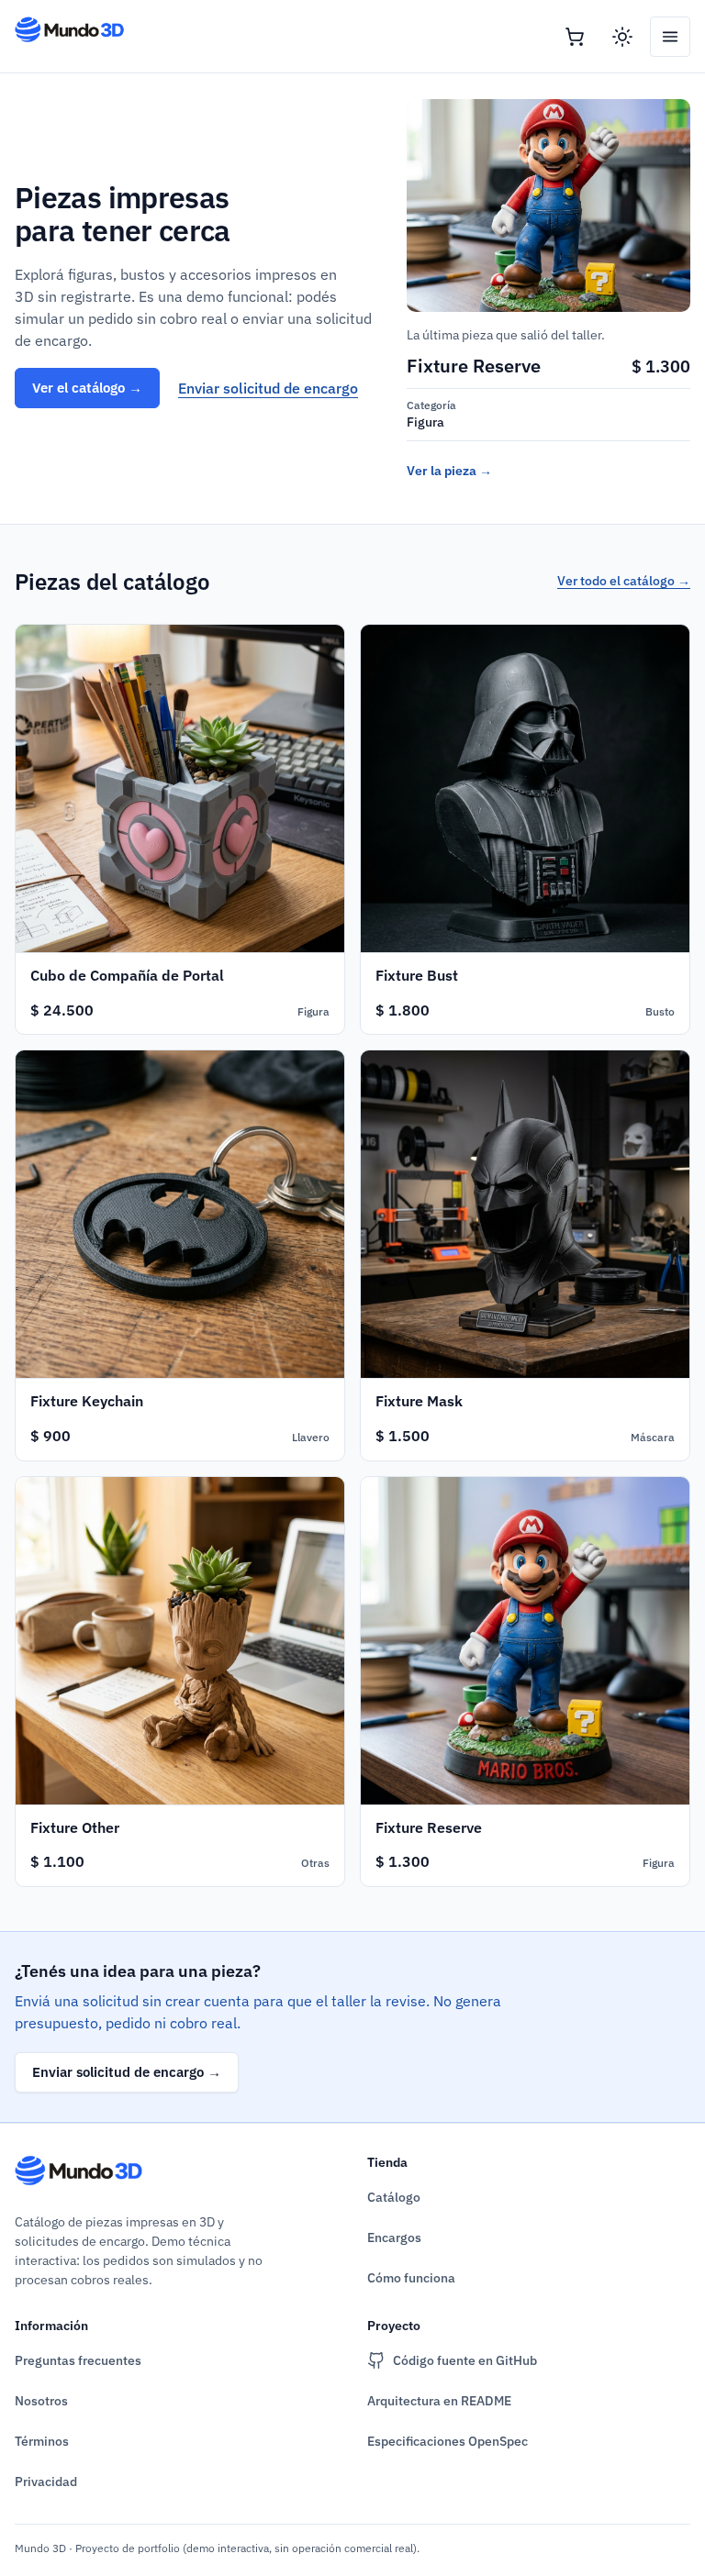 Mundo 3D
Piezas impresas
para tener cerca
Explorá figuras, bustos y accesorios impresos en
3D sin registrarte. Es una demo funcional: podés
simular un pedido sin cobro real o enviar una solicitud
de encargo.
Ver el catálogo →
Enviar solicitud de encargo
La última pieza que salió del taller.
Fixture Reserve
$ 1.300
Categoría
Figura
Ver la pieza →
Piezas del catálogo
Ver todo el catálogo →
APERTURE
Keysonic
Cubo de Compañía de Portal
$ 24.500
Figura
DARTH VADER
Fixture Bust
$ 1.800
Busto
Fixture Keychain
$ 900
Llavero
Fixture Mask
$ 1.500
Máscara
Fixture Other
$ 1.100
Otras
MARIO BROS.
Fixture Reserve
$ 1.300
Figura
¿Tenés una idea para una pieza?
Enviá una solicitud sin crear cuenta para que el taller la revise. No genera
presupuesto, pedido ni cobro real.
Enviar solicitud de encargo →
Mundo 3D
Catálogo de piezas impresas en 3D y
solicitudes de encargo. Demo técnica
interactiva: los pedidos son simulados y no
procesan cobros reales.
Tienda
Catálogo
Encargos
Cómo funciona
Información
Preguntas frecuentes
Nosotros
Términos
Privacidad
Proyecto
Código fuente en GitHub
Arquitectura en README
Especificaciones OpenSpec
Mundo 3D · Proyecto de portfolio (demo interactiva, sin operación comercial real).